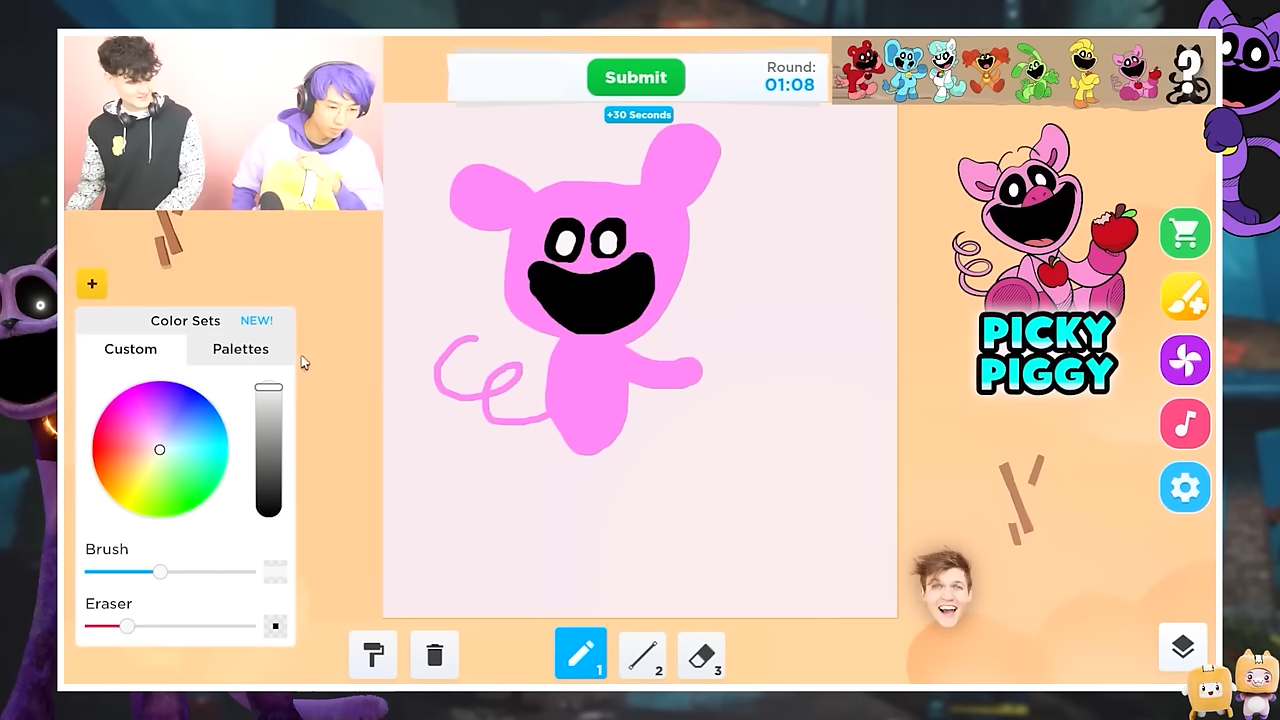 Submit
Round:
01:08
+30 Seconds
?
+
Color Sets NEW!
Custom Palettes
PICKY
PIGGY
Brush
Eraser
1
2
3